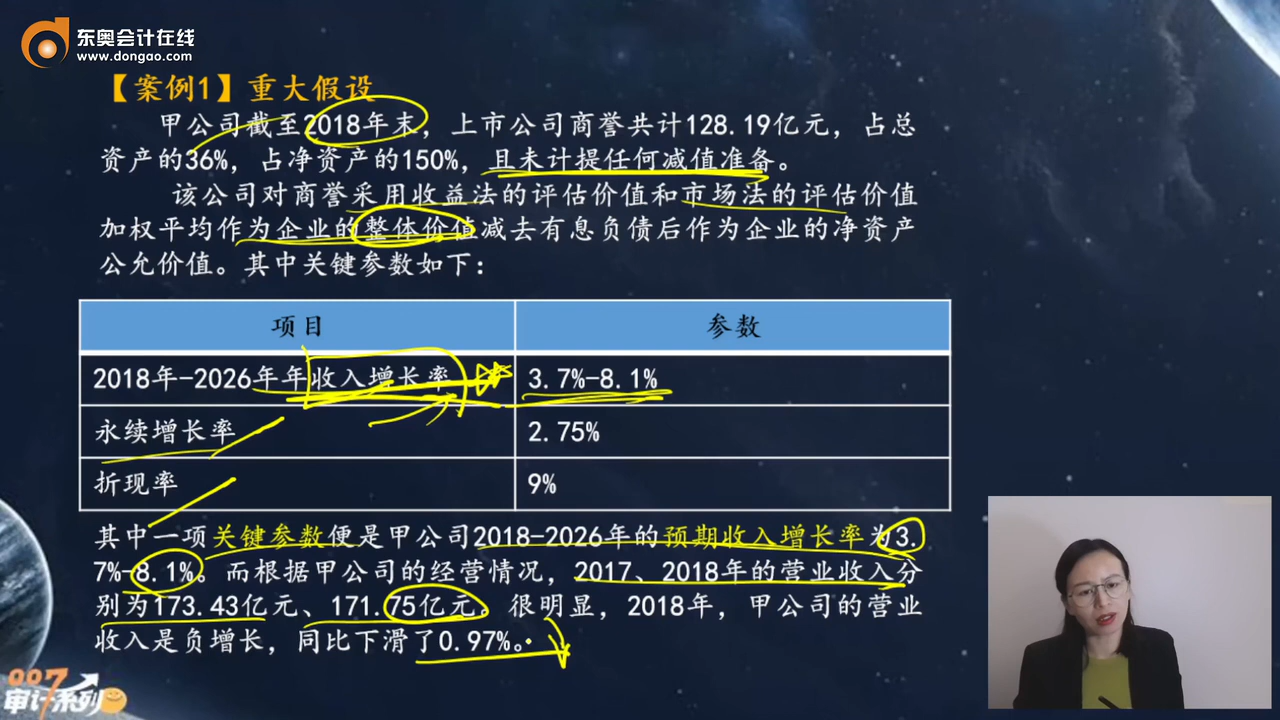 东奥会计在线
www.dongao.com
【案例1】重大假设
甲公司截至2018年末，上市公司商誉共计128.19亿元，占总
资产的36%，占净资产的150%，且未计提任何减值准备。
该公司对商誉采用收益法的评估价值和市场法的评估价值
加权平均作为企业的整体价值减去有息负债后作为企业的净资产
公允价值。其中关键参数如下：
项目 参数
2018年-2026年年收入增长率 3.7%-8.1%
永续增长率 2.75%
折现率 9%
其中一项关键参数便是甲公司2018-2026年的预期收入增长率为3.
7%-8.1%。而根据甲公司的经营情况，2017、2018年的营业收入分
别为173.43亿元、171.75亿元。很明显，2018年，甲公司的营业
收入是负增长，同比下滑了0.97%。
007
审计系列